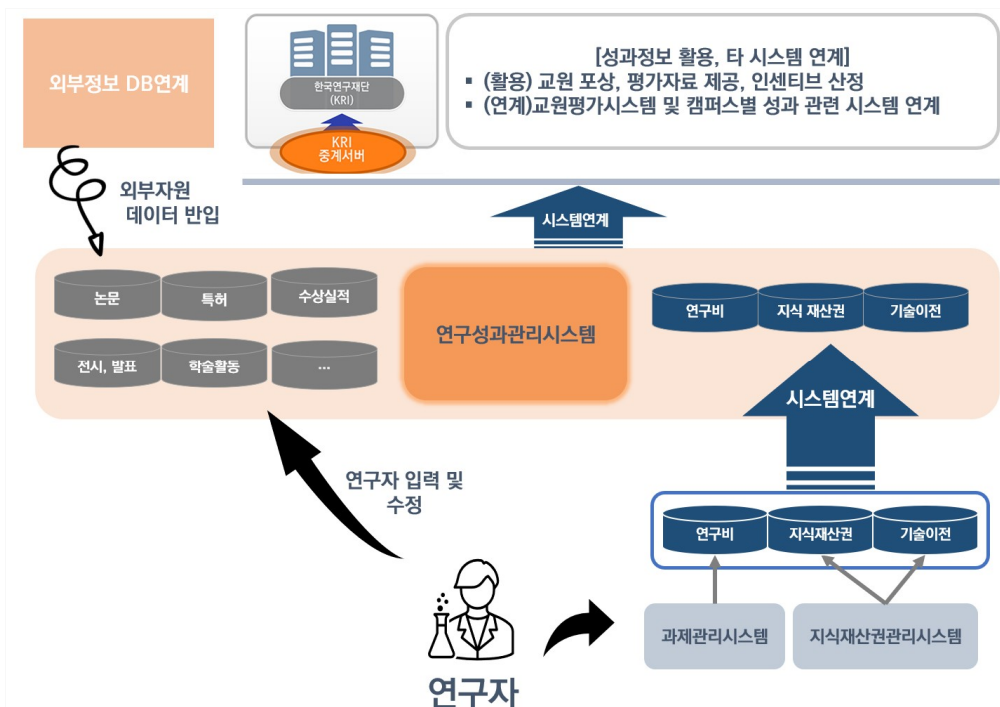 외부정보 DB연계
한국연구재단
(KRI)
KRI
중계서버
[성과정보 활용, 타 시스템 연계]
▪ (활용) 교원 포상, 평가자료 제공, 인센티브 산정
▪ (연계)교원평가시스템 및 캠퍼스별 성과 관련 시스템 연계
외부자원
데이터 반입
시스템연계
논문
특허
수상실적
전시, 발표
학술활동
...
연구성과관리시스템
연구비
지식 재산권
기술이전
시스템연계
연구자 입력 및
수정
연구비
지식재산권
기술이전
과제관리시스템
지식재산권관리시스템
연구자